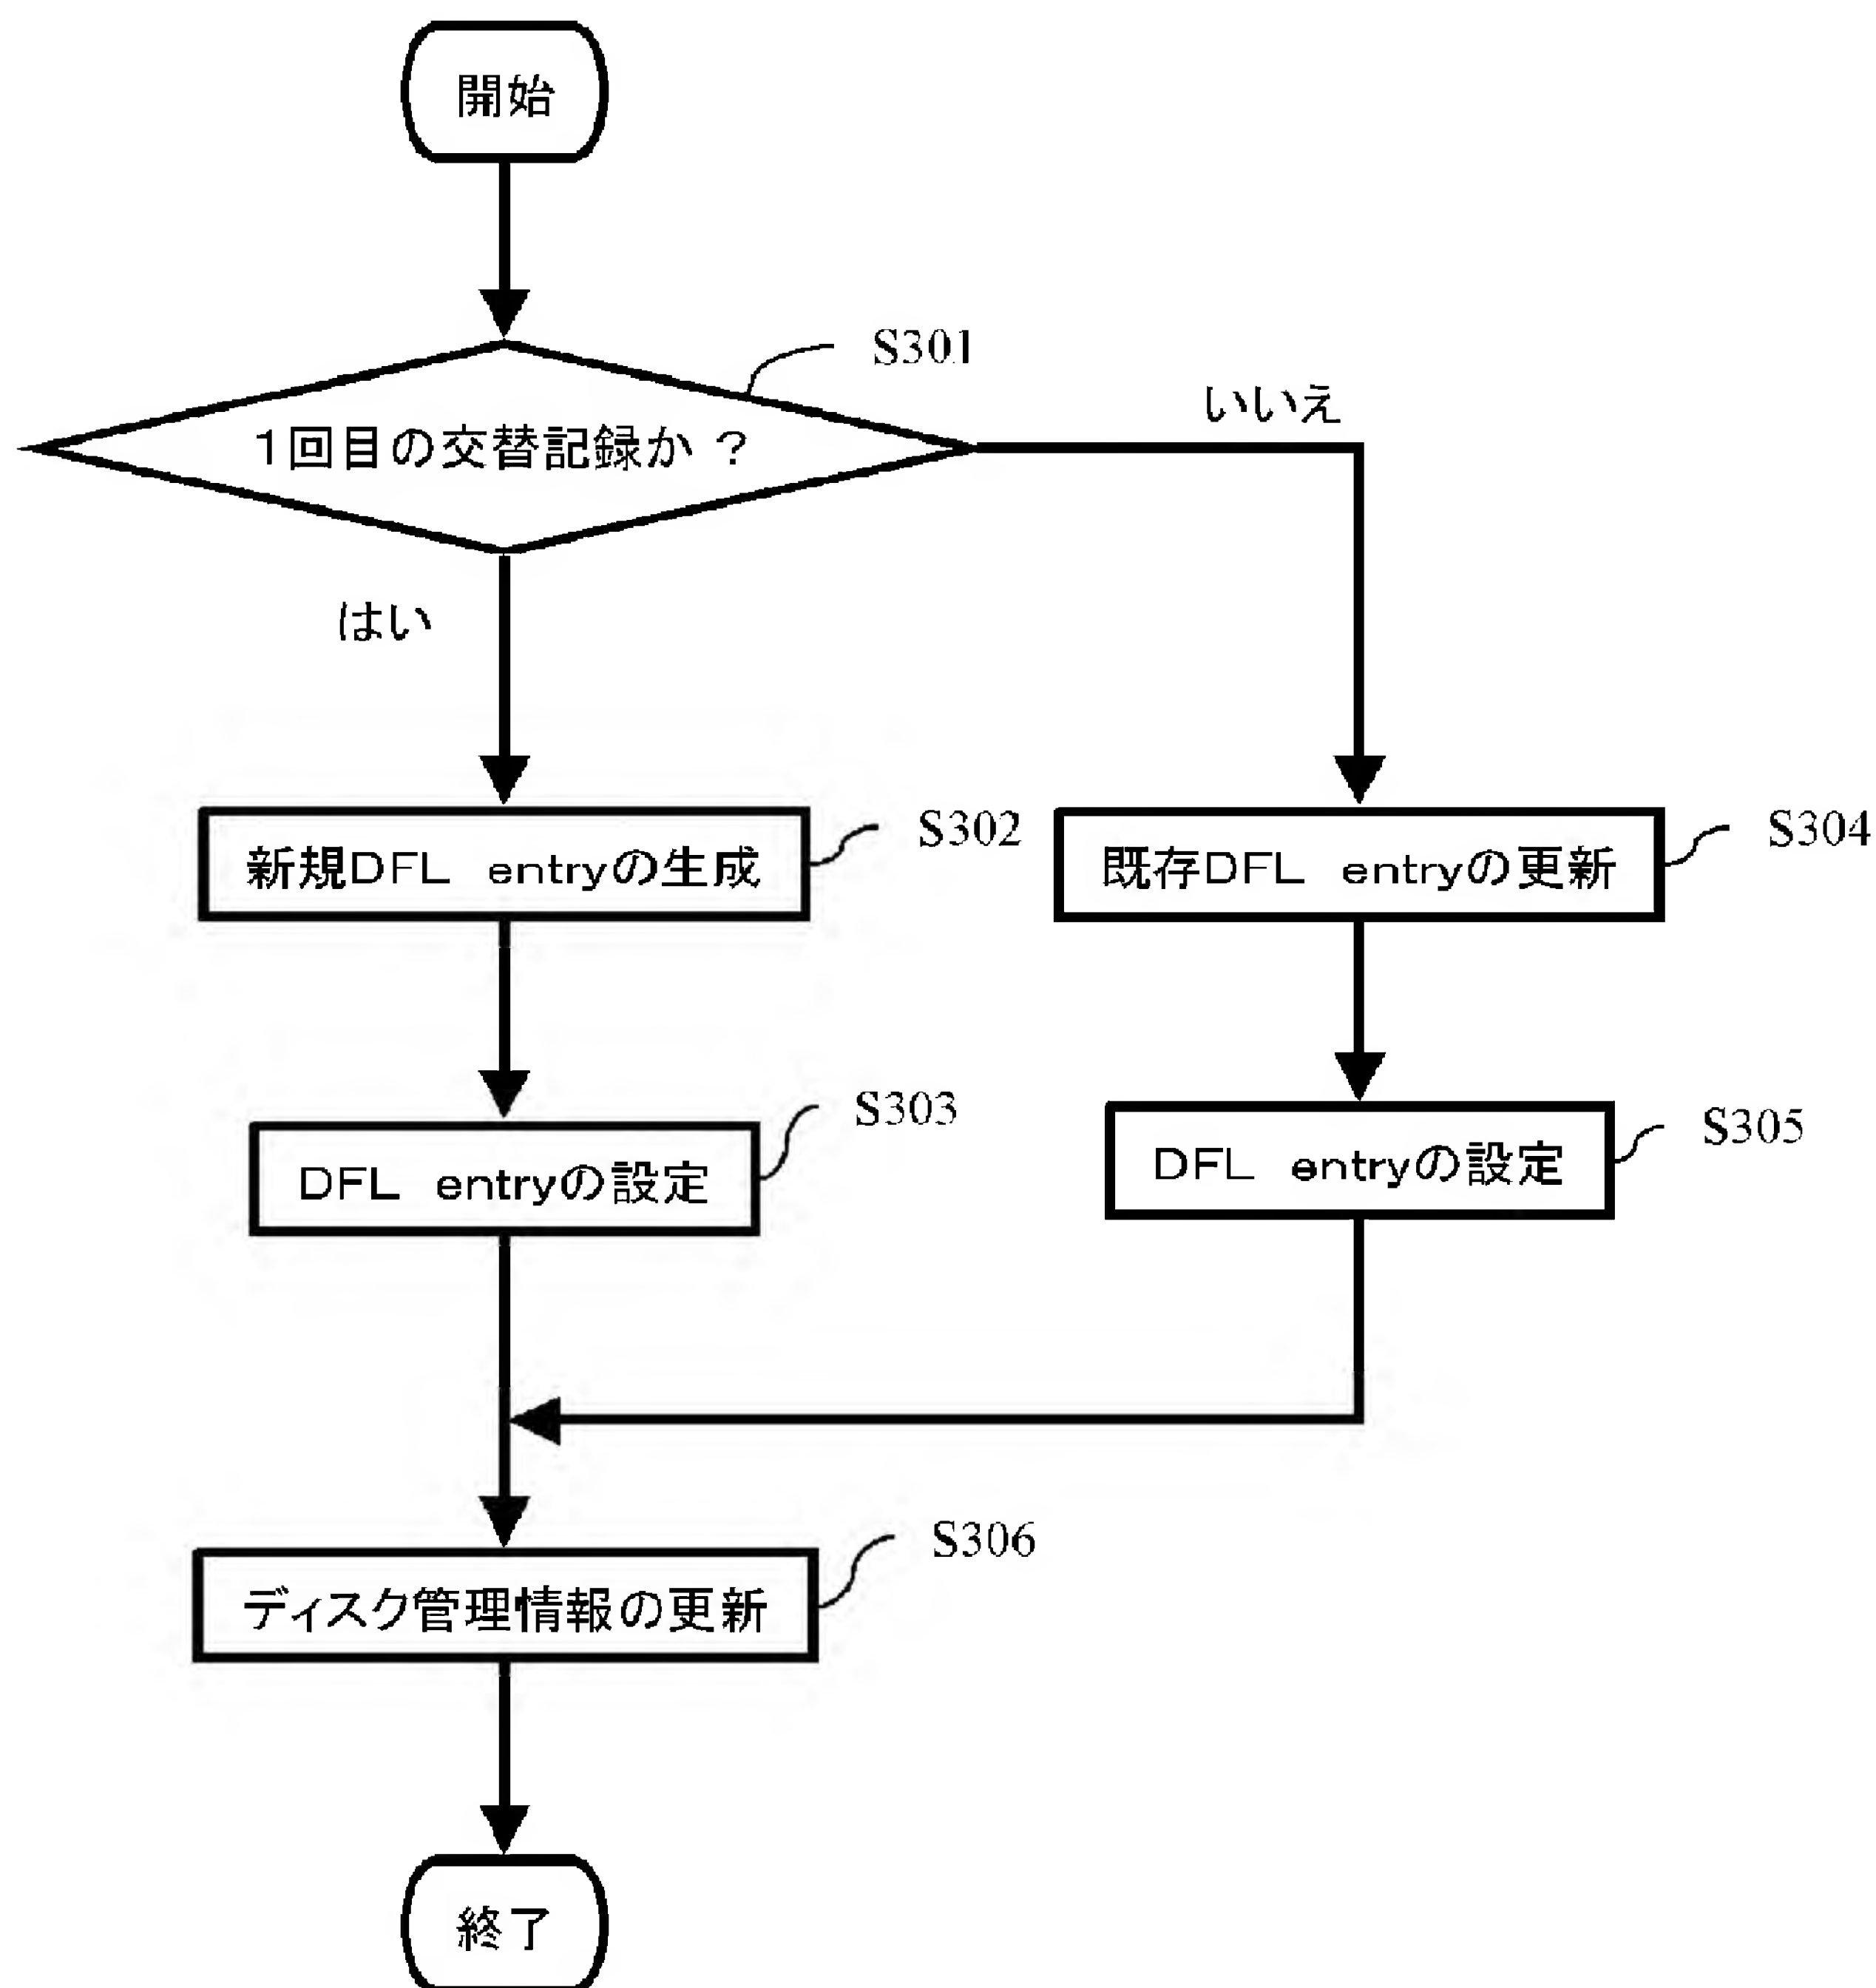 開始
S301
1回目の交替記録か？
いいえ
はい
S302
新規DFL　entryの生成
S304
既存DFL　entryの更新
S303
DFL　entryの設定
S305
DFL　entryの設定
S306
ディスク管理情報の更新
終了